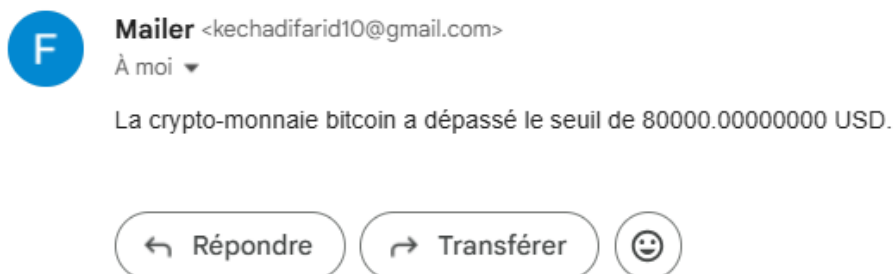 F
Mailer <kechadifarid10@gmail.com>
À moi
La crypto-monnaie bitcoin a dépassé le seuil de 80000.00000000 USD.
Répondre
Transférer